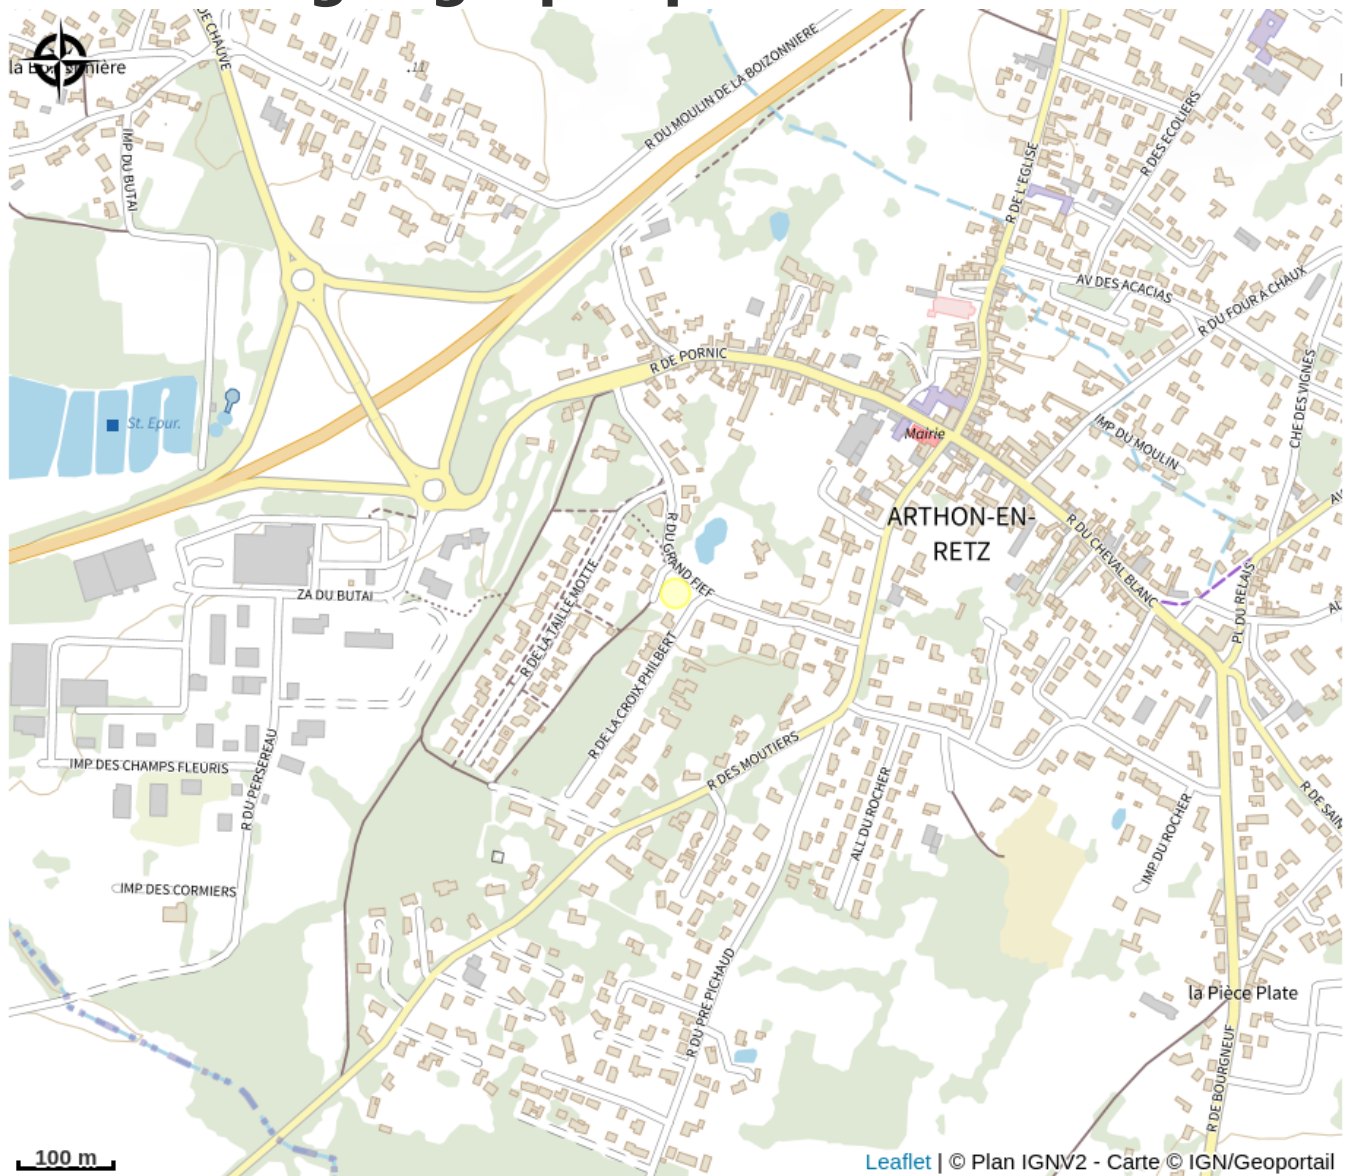 DE CHAUVE
R DU MOULIN DE LA BOIZONNIERE
.11
IMP DU BUTAI
R DES ECOLIERS
R DE L'EGLISE
AV DES ACACIAS
R DU FOUR A CHAUX
R DE PORNIC
CHE DES VIGNES
St. Epur.
Mairie
IMP DU MOULIN
ARTHON-EN-
RETZ
R DU GRAND FIEF
R DU CHEVAL BLANC
ZA DU BUTAI
R DE LA TAILLE MOTTE
PL DU RELAIS
R DE LA CROIX PHILBERT
R DES MOUTIERS
IMP DES CHAMPS FLEURIS
R DU PERSEREAU
ALL DU ROCHER
IMP DU ROCHER
R DE SAIN
IMP DES CORMIERS
R DU PRE PICHAUD
la Pièce Plate
R DE BOURGNEUF
100 m
Leaflet | © Plan IGNV2 - Carte © IGN/Geoportail